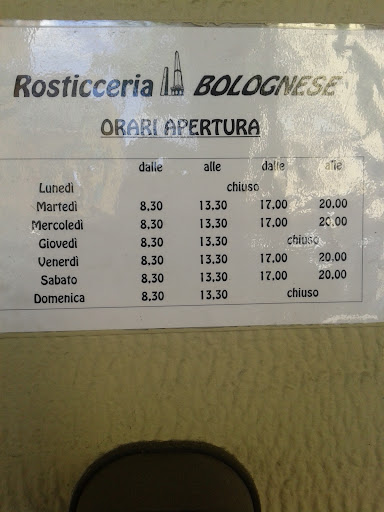 Rosticceria BOLOGNESE
ORARI APERTURA
dalle alle dalle alle
Lunedì chiuso
Martedì 8.30 13.30 17.00 20.00
Mercoledì 8.30 13.30 17.00 20.00
Giovedì 8.30 13.30 chiuso
Venerdì 8.30 13.30 17.00 20.00
Sabato 8.30 13.30 17.00 20.00
Domenica 8.30 13.30 chiuso